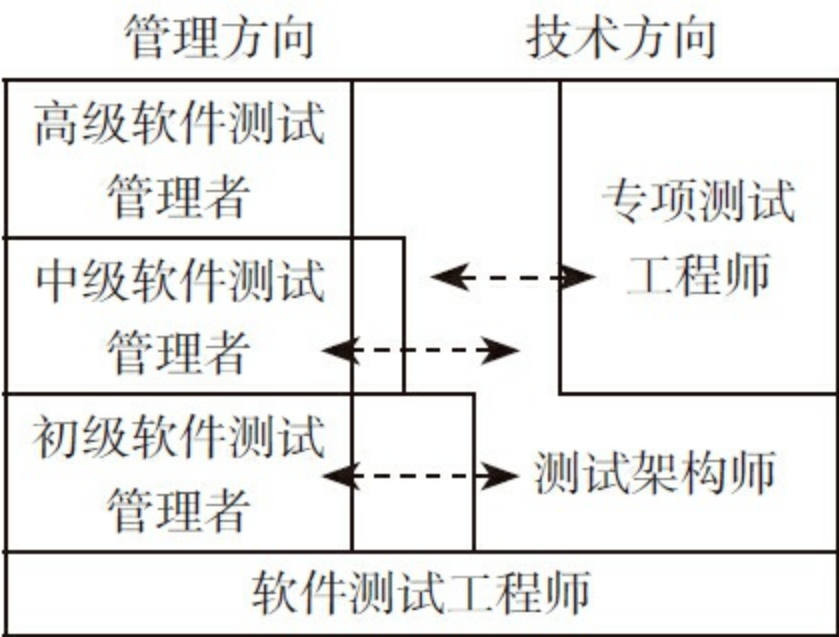 管理方向
技术方向
高级软件测试
管理者
专项测试
工程师
中级软件测试
管理者
初级软件测试
管理者
测试架构师
软件测试工程师